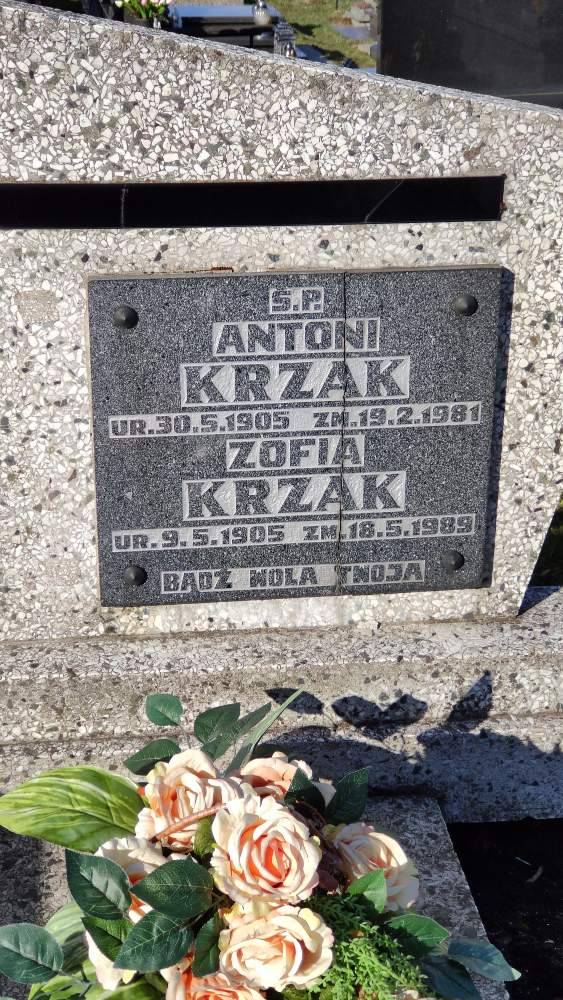 Ś.P.
ANTONI
KRZAK
UR.30.5.1905 ZM.19.2.1981
ZOFIA
KRZAK
UR.9.5.1905 ZM.18.5.1989
BĄDŹ WOLA TWOJA